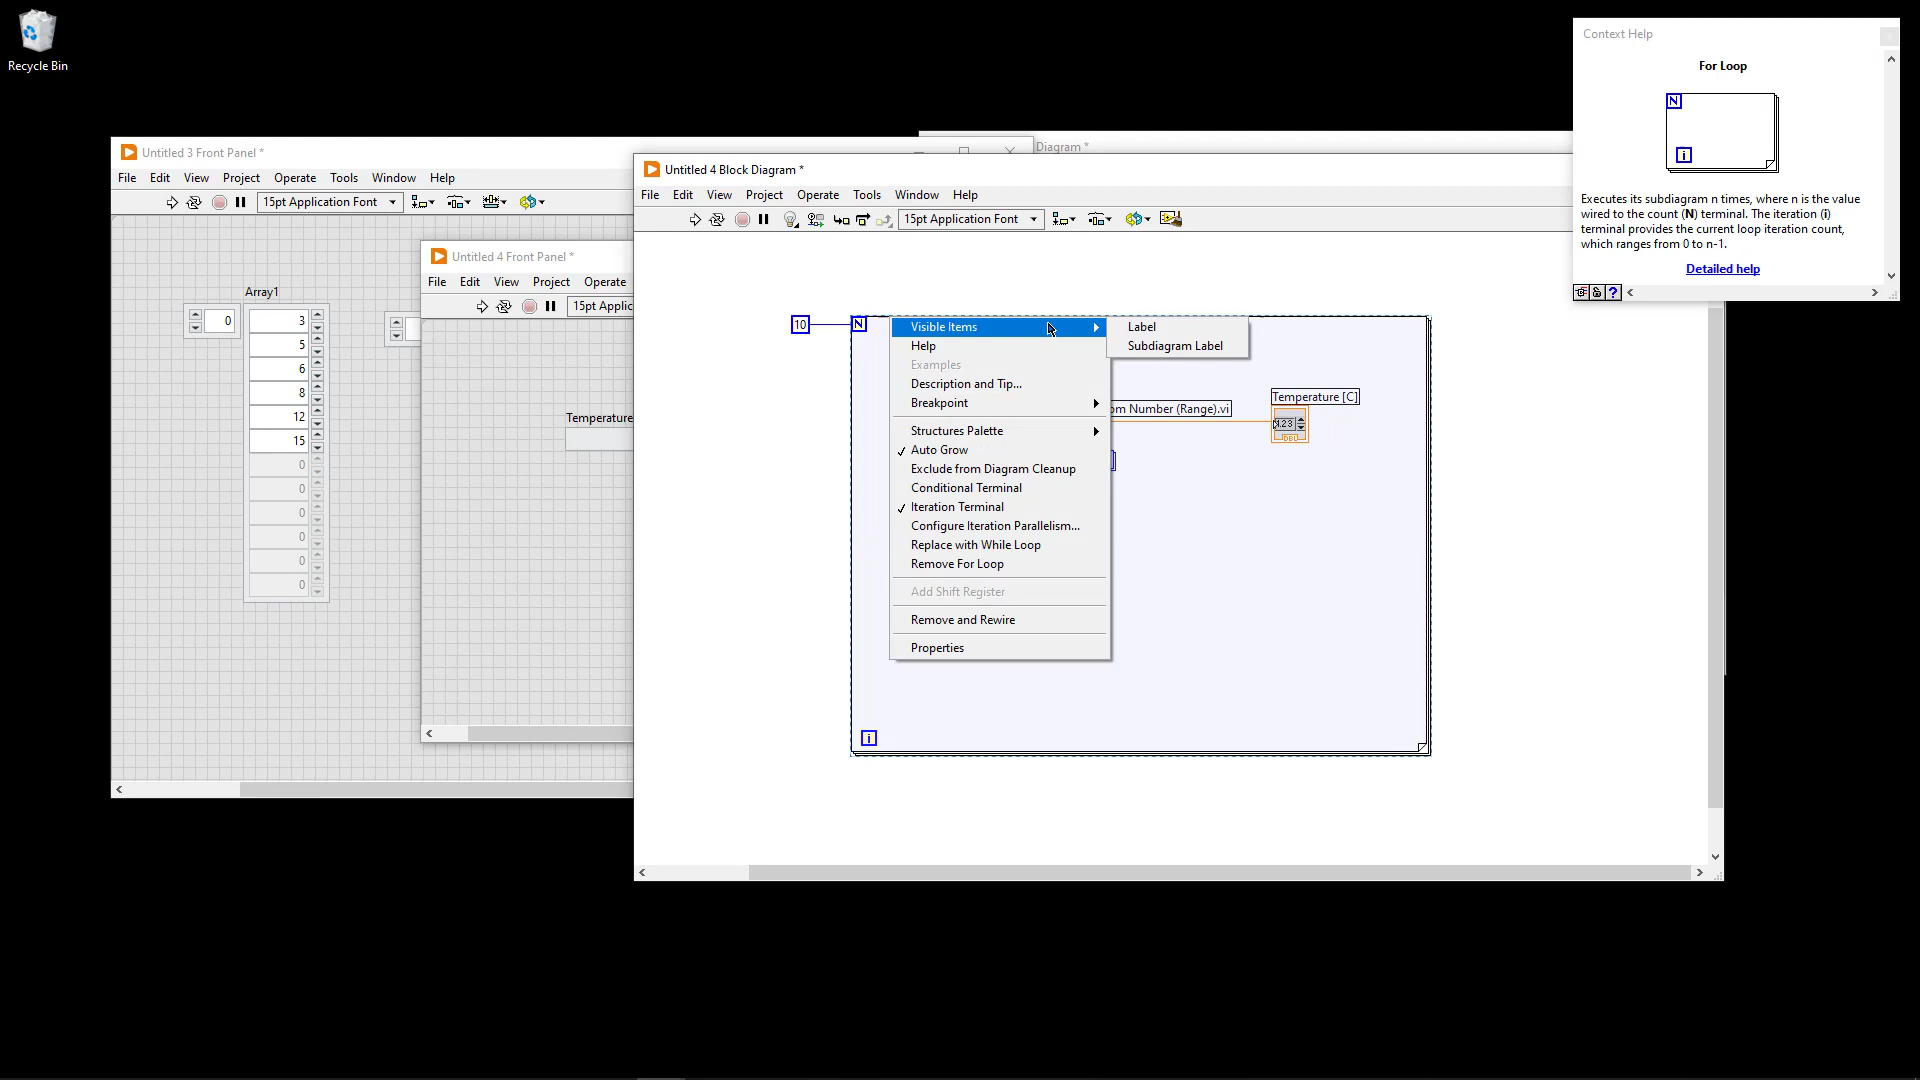 Recycle Bin
Context Help
For Loop
N
i
Executes its subdiagram n times, where n is the value
wired to the count (N) terminal. The iteration (i)
terminal provides the current loop iteration count,
which ranges from 0 to n-1.
Detailed help
?
Diagram *
Untitled 3 Front Panel *
File Edit View Project Operate Tools Window Help
15pt Application Font
Array1
0
3
5
6
8
12
15
0
0
0
0
0
0
Untitled 4 Front Panel *
File Edit View Project Operate
15pt Applic
Temperature
Untitled 4 Block Diagram *
File Edit View Project Operate Tools Window Help
15pt Application Font
10
N
Visible Items
Help
Examples
Description and Tip...
Breakpoint
Structures Palette
Auto Grow
Exclude from Diagram Cleanup
Conditional Terminal
Iteration Terminal
Configure Iteration Parallelism...
Replace with While Loop
Remove For Loop
Add Shift Register
Remove and Rewire
Properties
Label
Subdiagram Label
om Number (Range).vi
Temperature [C]
1.23
DBL
i